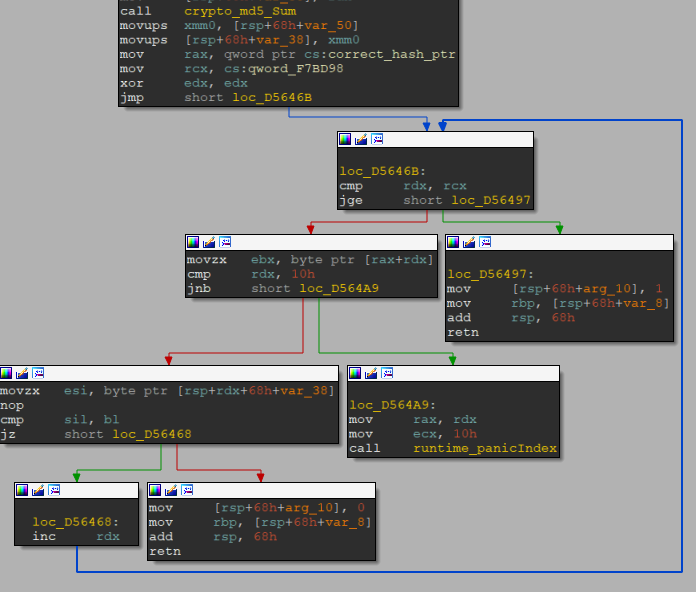 call crypto_md5_Sum
movups xmm0, [rsp+68h+var_50]
movups [rsp+68h+var_38], xmm0
mov rax, qword ptr cs:correct_hash_ptr
mov rcx, cs:qword_F7BD98
xor edx, edx
jmp short loc_D5646B
loc_D5646B:
cmp rdx, rcx
jge short loc_D56497
movzx ebx, byte ptr [rax+rdx]
cmp rdx, 10h
jnb short loc_D564A9
loc_D56497:
mov [rsp+68h+arg_10], 1
mov rbp, [rsp+68h+var_8]
add rsp, 68h
retn
movzx esi, byte ptr [rsp+rdx+68h+var_38]
nop
cmp sil, bl
jz short loc_D56468
loc_D564A9:
mov rax, rdx
mov ecx, 10h
call runtime_panicIndex
loc_D56468:
inc rdx
mov [rsp+68h+arg_10], 0
mov rbp, [rsp+68h+var_8]
add rsp, 68h
retn